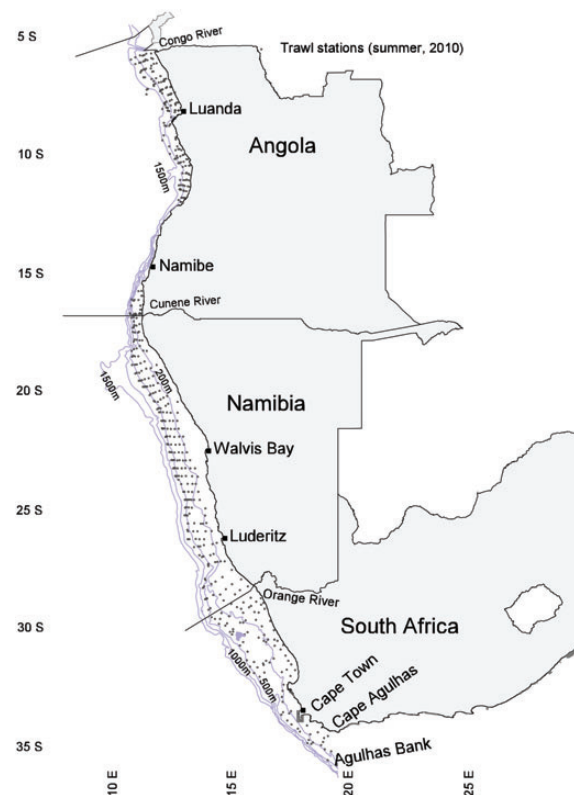 5 S
Congo River
Trawl stations (summer, 2010)
Luanda
Angola
10 S
1500m
Namibe
15 S
Cunene River
1500m
200m
20 S
Namibia
Walvis Bay
25 S
Luderitz
Orange River
30 S
South Africa
1000m
500m
Cape Town
Cape Agulhas
35 S
Agulhas Bank
10 E
15 E
20 E
25 E